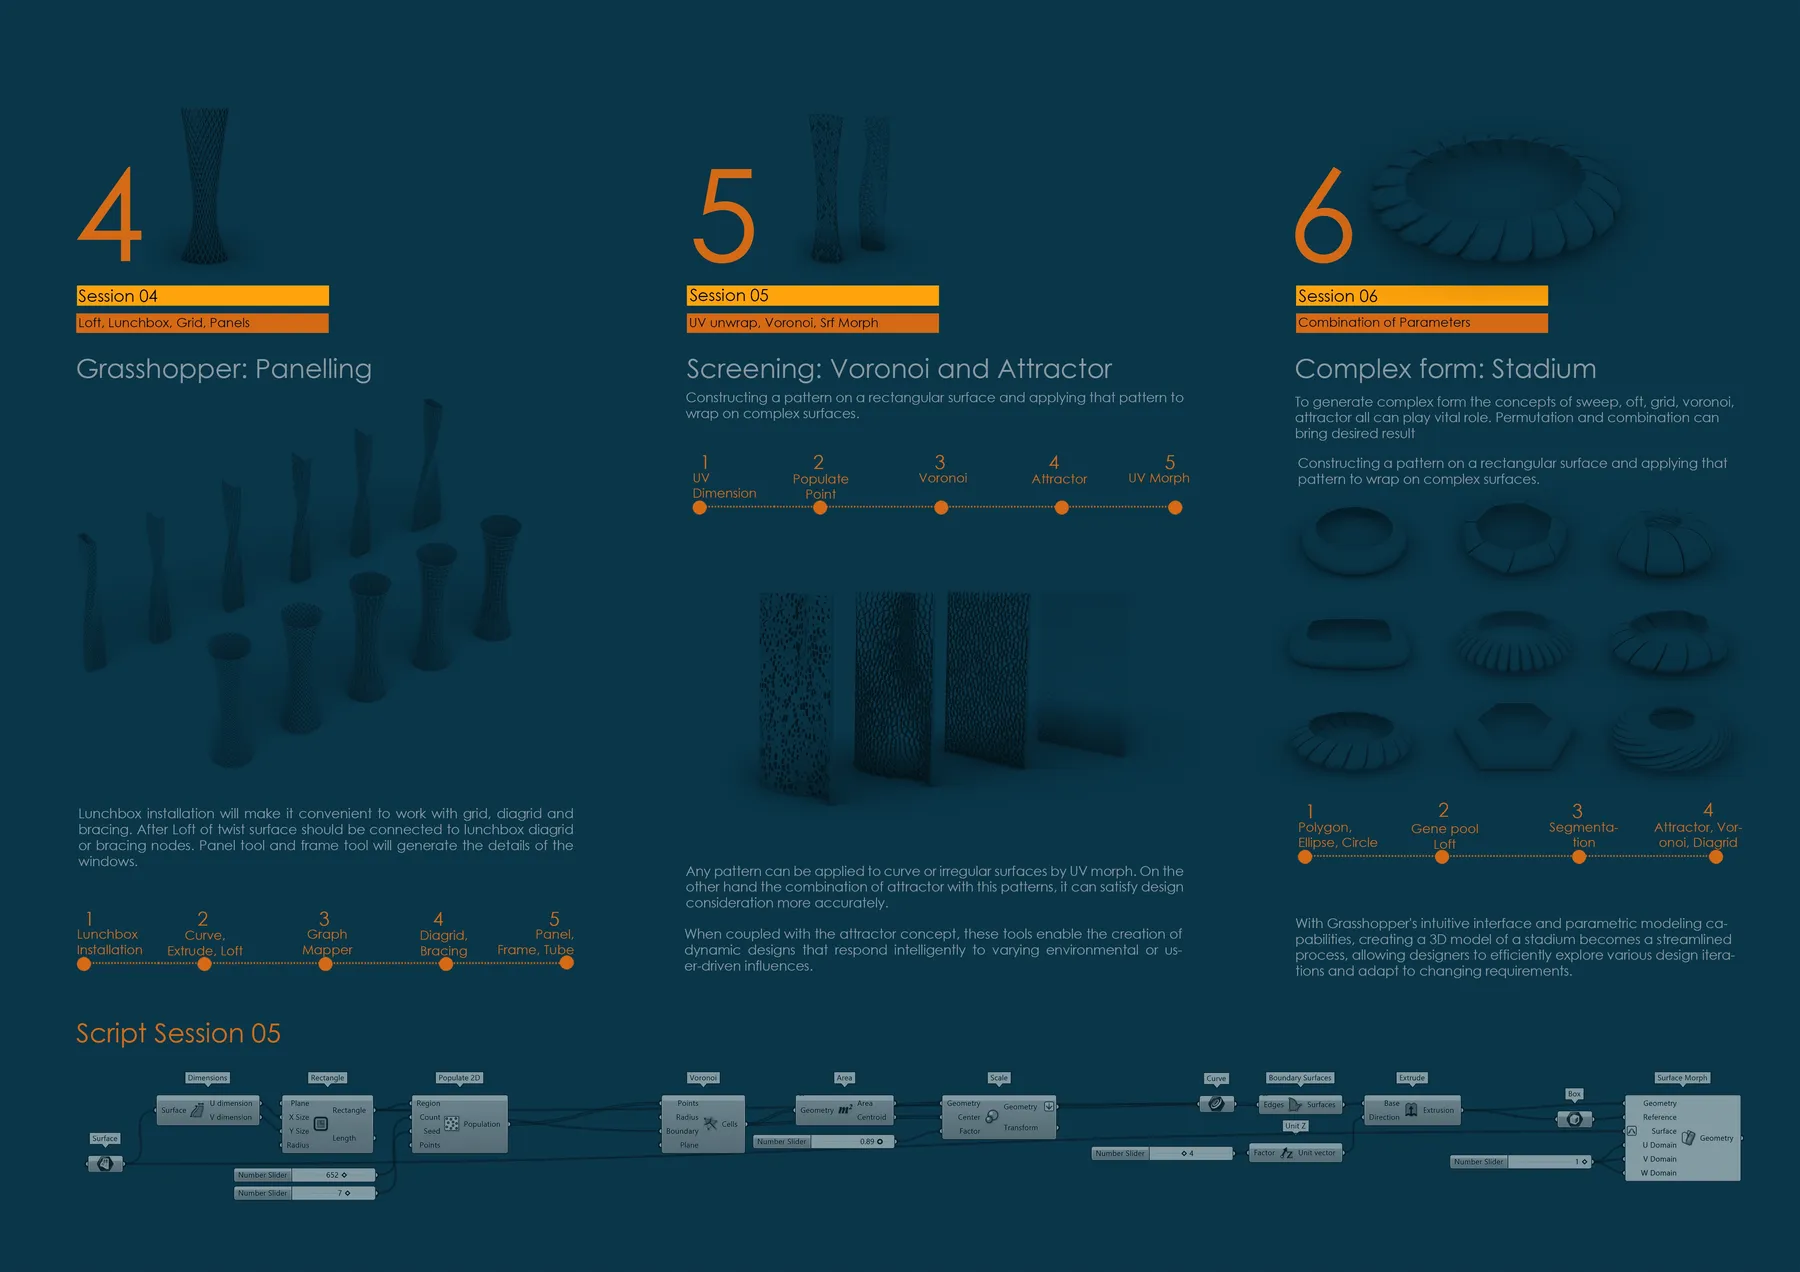 4
Session 04
Loft, Lunchbox, Grid, Panels
Grasshopper: Panelling
Lunchbox installation will make it convenient to work with grid, diagrid and
bracing. After Loft of twist surface should be connected to lunchbox diagrid
or bracing nodes. Panel tool and frame tool will generate the details of the
windows.
1
Lunchbox
Installation
2
Curve,
Extrude, Loft
3
Graph
Mapper
4
Diagrid,
Bracing
5
Panel,
Frame, Tube
5
Session 05
UV unwrap, Voronoi, Srf Morph
Screening: Voronoi and Attractor
Constructing a pattern on a rectangular surface and applying that pattern to
wrap on complex surfaces.
1
UV
Dimension
2
Populate
Point
3
Voronoi
4
Attractor
5
UV Morph
Any pattern can be applied to curve or irregular surfaces by UV morph. On the
other hand the combination of attractor with this patterns, it can satisfy design
consideration more accurately.
When coupled with the attractor concept, these tools enable the creation of
dynamic designs that respond intelligently to varying environmental or us-
er-driven influences.
6
Session 06
Combination of Parameters
Complex form: Stadium
To generate complex form the concepts of sweep, oft, grid, voronoi,
attractor all can play vital role. Permutation and combination can
bring desired result
Constructing a pattern on a rectangular surface and applying that
pattern to wrap on complex surfaces.
1
Polygon,
Ellipse, Circle
2
Gene pool
Loft
3
Segmenta-
tion
4
Attractor, Vor-
onoi, Diagrid
With Grasshopper's intuitive interface and parametric modeling ca-
pabilities, creating a 3D model of a stadium becomes a streamlined
process, allowing designers to efficiently explore various design itera-
tions and adapt to changing requirements.
Script Session 05
Surface
Dimensions
Surface
U dimension
V dimension
Rectangle
Plane
X Size
Y Size
Radius
Rectangle
Length
Number Slider 652
Number Slider 7
Populate 2D
Region
Count
Seed
Points
Population
Voronoi
Points
Radius
Boundary
Plane
Cells
Area
Geometry
m²
Area
Centroid
Number Slider 0.89
Scale
Geometry
Center
Factor
Geometry
Transform
Number Slider 4
Curve
Boundary Surfaces
Edges
Surfaces
Unit Z
Factor
Z
Unit vector
Extrude
Base
Direction
Extrusion
Number Slider 1
Box
Surface Morph
Geometry
Reference
Surface
U Domain
V Domain
W Domain
Geometry